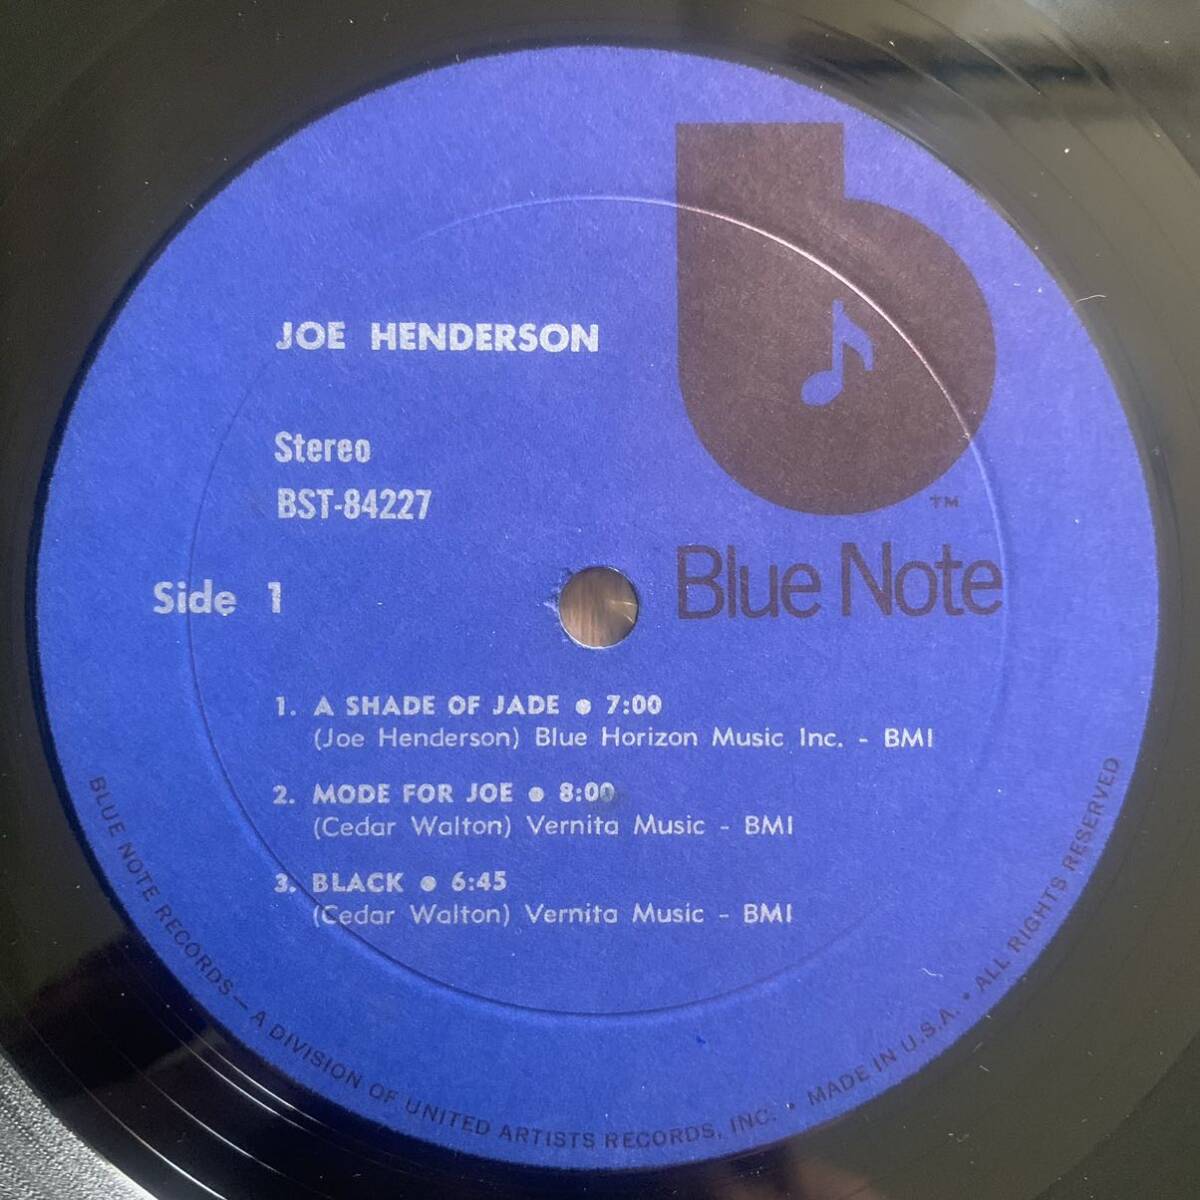 JOE HENDERSON
Stereo
BST-84227
Side 1
TM
Blue Note
1. A SHADE OF JADE ● 7:00
(Joe Henderson) Blue Horizon Music Inc. - BMI
2. MODE FOR JOE ● 8:00
(Cedar Walton) Vernita Music - BMI
3. BLACK ● 6:45
(Cedar Walton) Vernita Music - BMI
BLUE NOTE RECORDS — A DIVISION OF UNITED ARTISTS RECORDS, INC. • MADE IN U.S.A. • ALL RIGHTS RESERVED